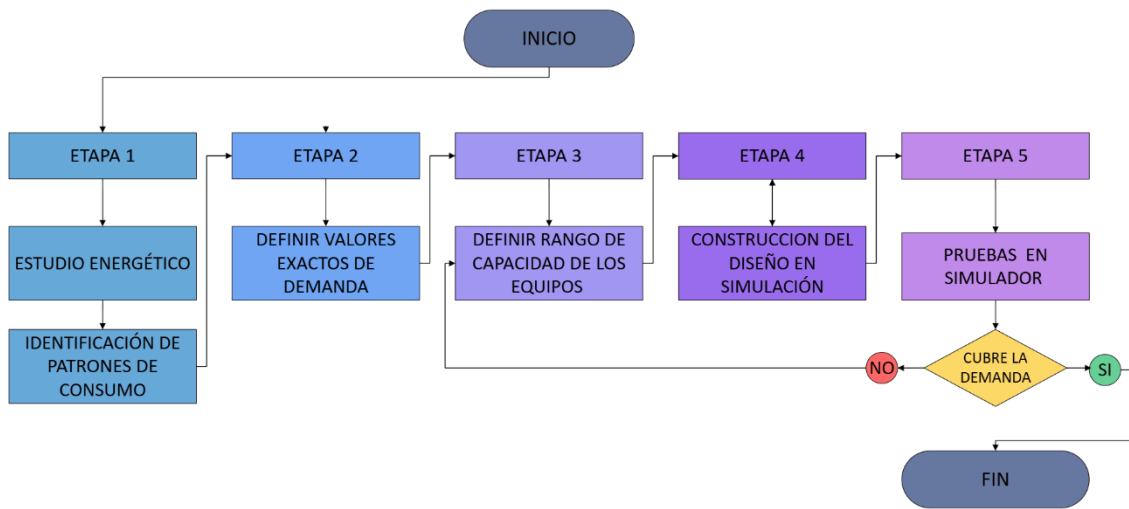 INICIO
ETAPA 1
ETAPA 2
ETAPA 3
ETAPA 4
ETAPA 5
ESTUDIO ENERGÉTICO
IDENTIFICACIÓN DE
PATRONES DE
CONSUMO
DEFINIR VALORES
EXACTOS DE
DEMANDA
DEFINIR RANGO DE
CAPACIDAD DE LOS
EQUIPOS
CONSTRUCCION DEL
DISEÑO EN
SIMULACIÓN
PRUEBAS EN
SIMULADOR
CUBRE LA
DEMANDA
NO
SI
FIN